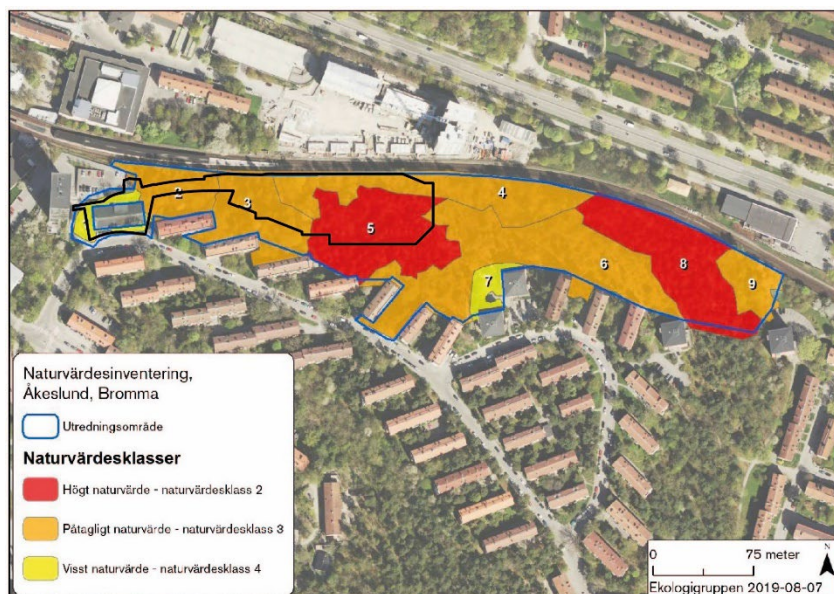 2
3
4
5
6
7
8
9
Naturvärdesinventering,
Åkeslund, Bromma
Utredningsområde
Naturvärdesklasser
Högt naturvärde - naturvärdesklass 2
Påtagligt naturvärde - naturvärdesklass 3
Visst naturvärde - naturvärdesklass 4
0 75 meter
N
Ekologigruppen 2019-08-07